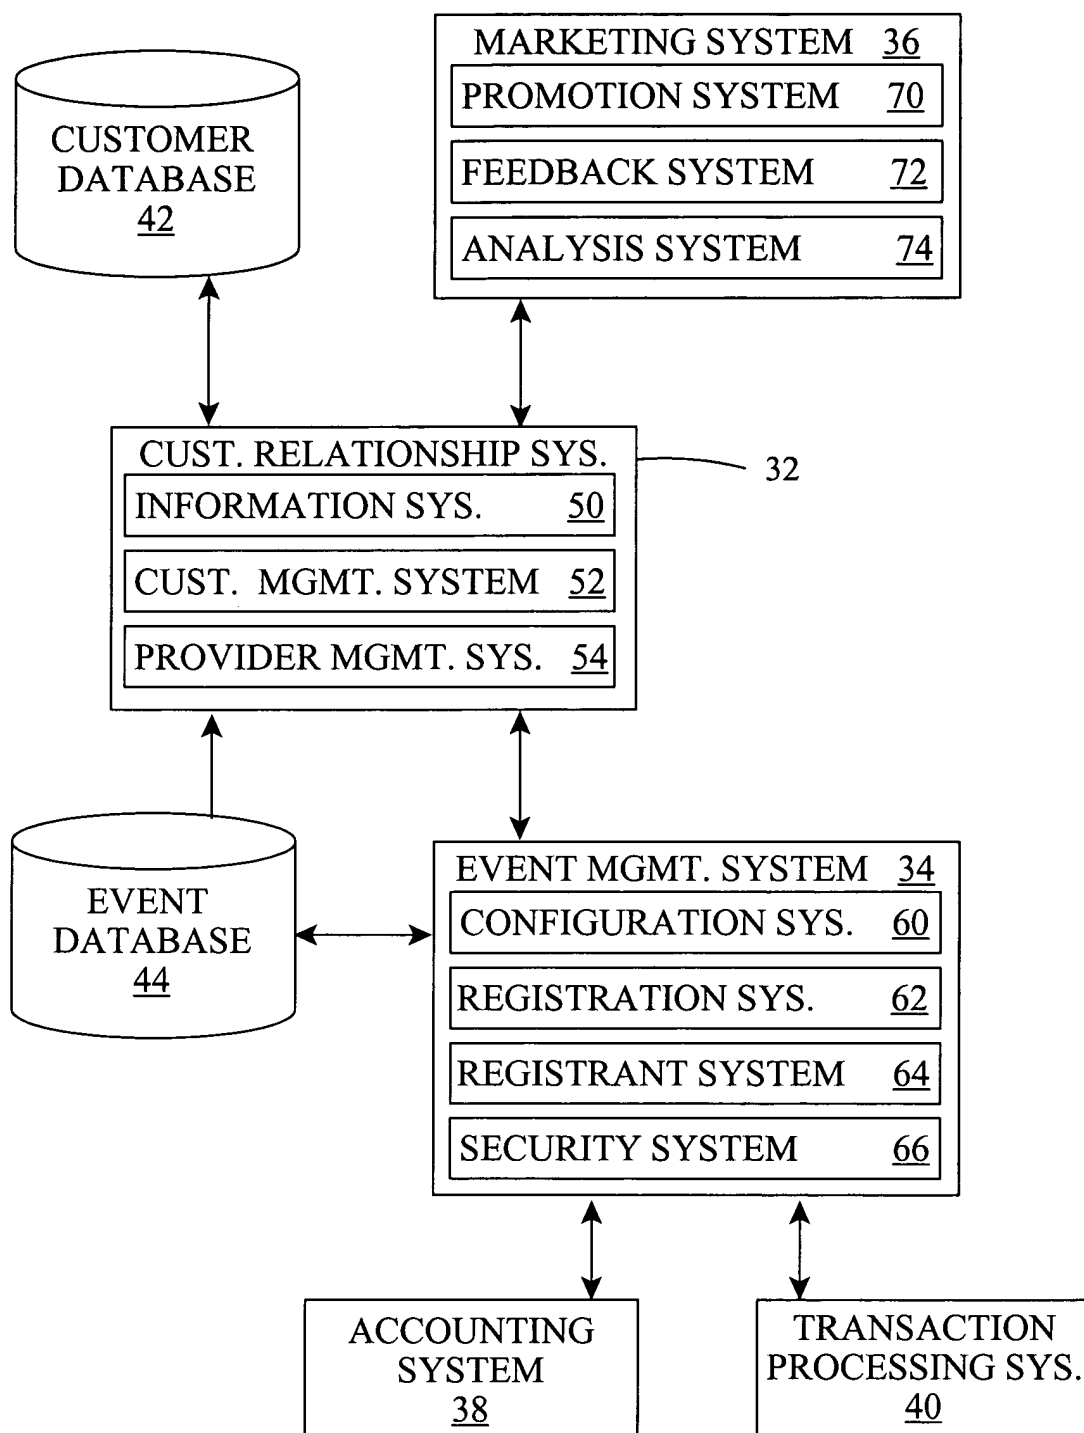 CUSTOMER
DATABASE
42
MARKETING SYSTEM 36
PROMOTION SYSTEM 70
FEEDBACK SYSTEM 72
ANALYSIS SYSTEM 74
CUST. RELATIONSHIP SYS.
32
INFORMATION SYS. 50
CUST. MGMT. SYSTEM 52
PROVIDER MGMT. SYS. 54
EVENT
DATABASE
44
EVENT MGMT. SYSTEM 34
CONFIGURATION SYS. 60
REGISTRATION SYS. 62
REGISTRANT SYSTEM 64
SECURITY SYSTEM 66
ACCOUNTING
SYSTEM
38
TRANSACTION
PROCESSING SYS.
40